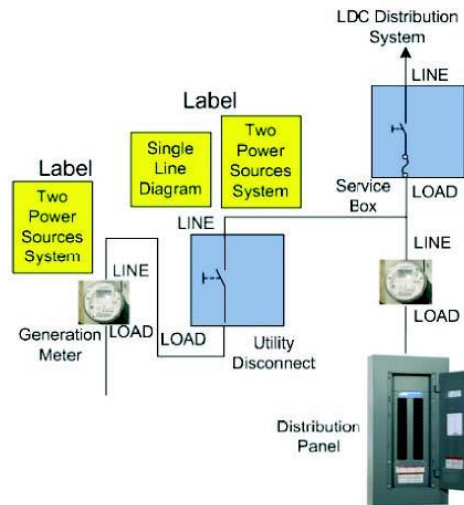 LDC Distribution
System
LINE
Label
Single
Line
Diagram
Two
Power
Sources
System
Label
Two
Power
Sources
System
Service
Box
LOAD
LINE
LINE
LINE
LOAD
Generation
Meter
LOAD
LOAD
Utility
Disconnect
Distribution
Panel